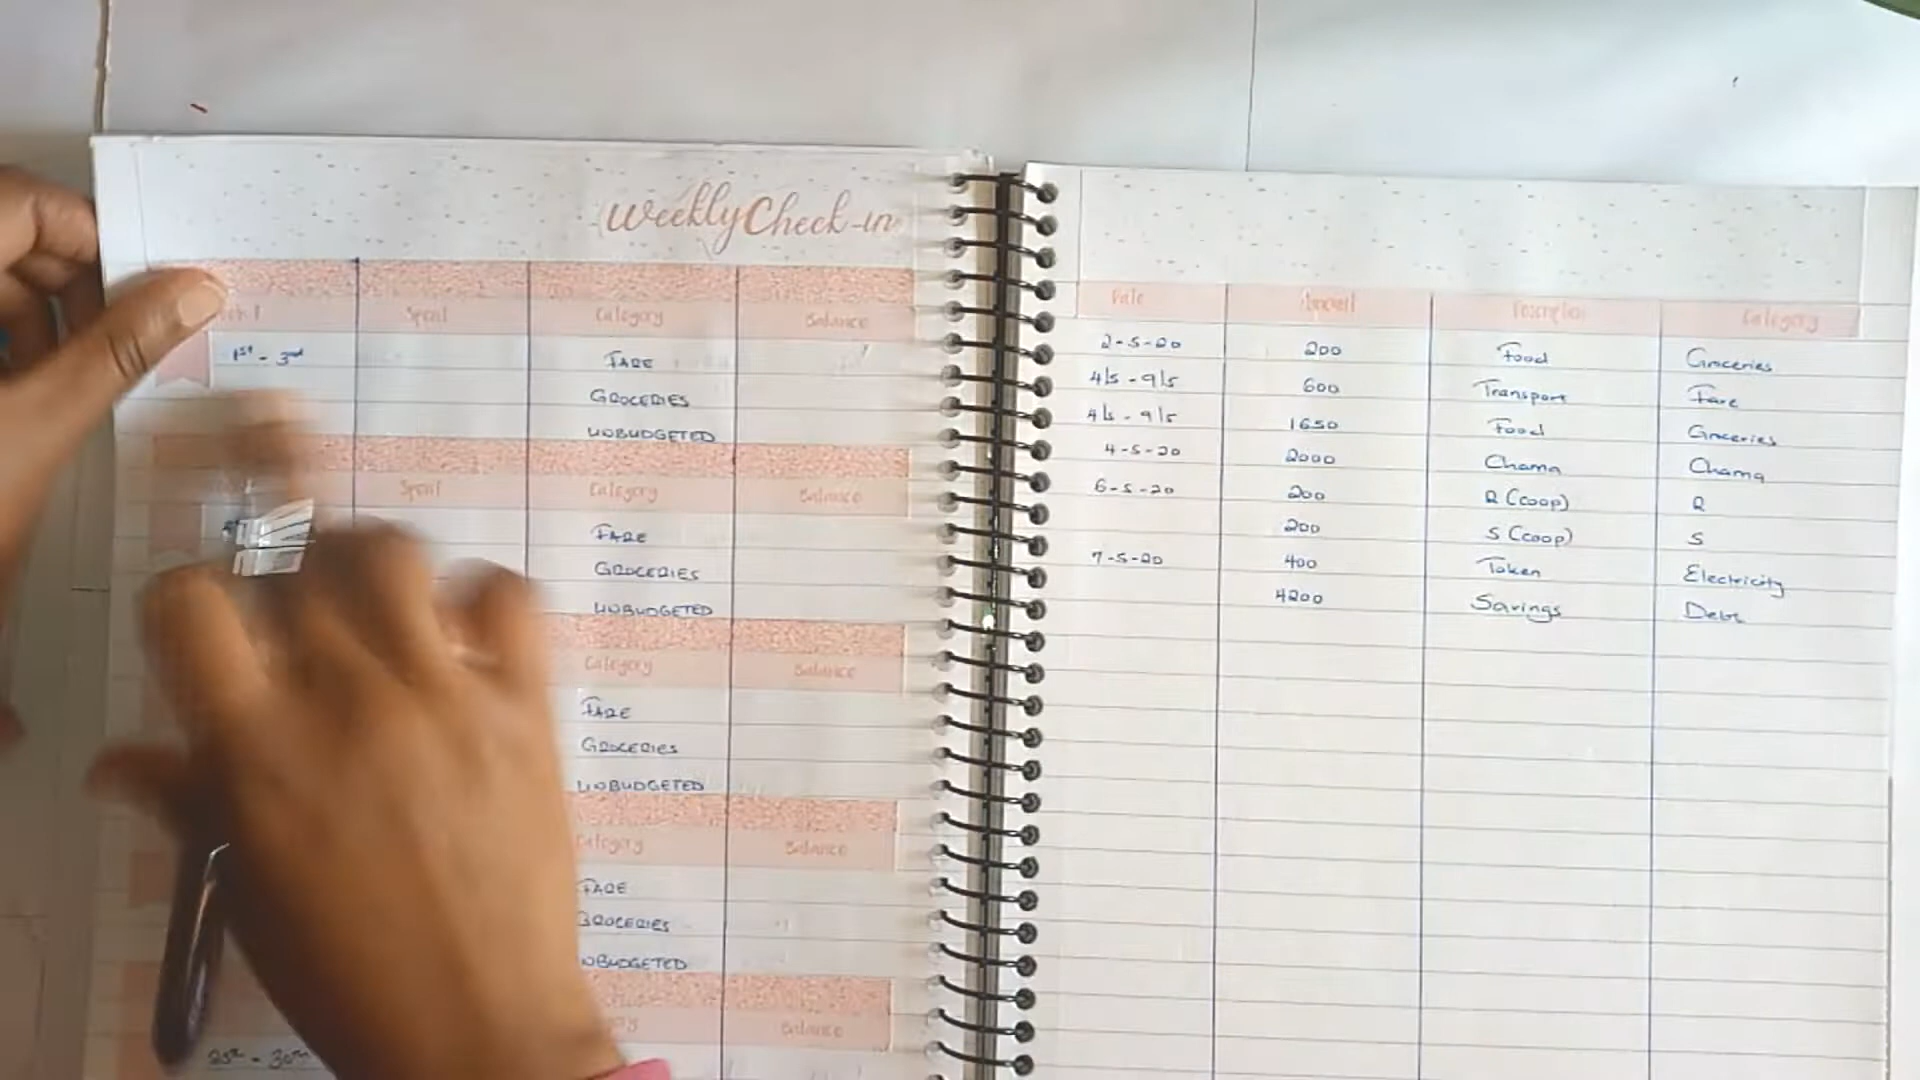 Weekly Check-in
Spent Category Balance
1st - 3rd FARE
GROCERIES
UNBUDGETED
Spent Category Balance
FARE
GROCERIES
UNBUDGETED
Category Balance
FARE
GROCERIES
UNBUDGETED
Category Balance
FARE
GROCERIES
UNBUDGETED
Balance
25th - 30th
Date Amount Description Category
2-5-20 200 Food Groceries
4/5 - 9/5 600 Transport Fare
4/5 - 9/5 1650 Food Groceries
4-5-20 2000 Chama Chama
6-5-20 200 R (coop) R
200 S (coop) S
7-5-20 400 Token Electricity
4200 Savings Debt